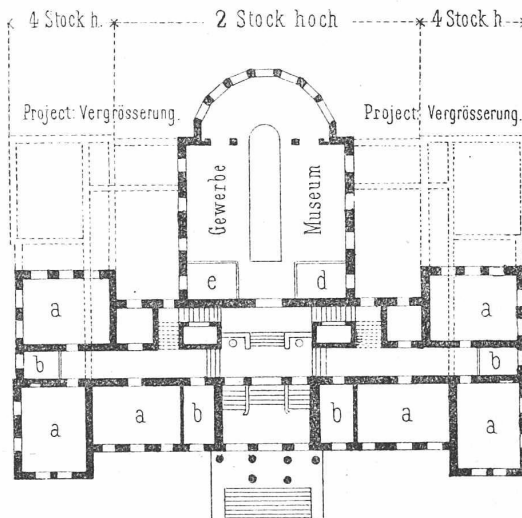 4 Stock h. 2 Stock hoch 4 Stock h.
Project: Vergrösserung. Project: Vergrösserung.
Gewerbe Museum
e d
a a
b b
a a b b a a